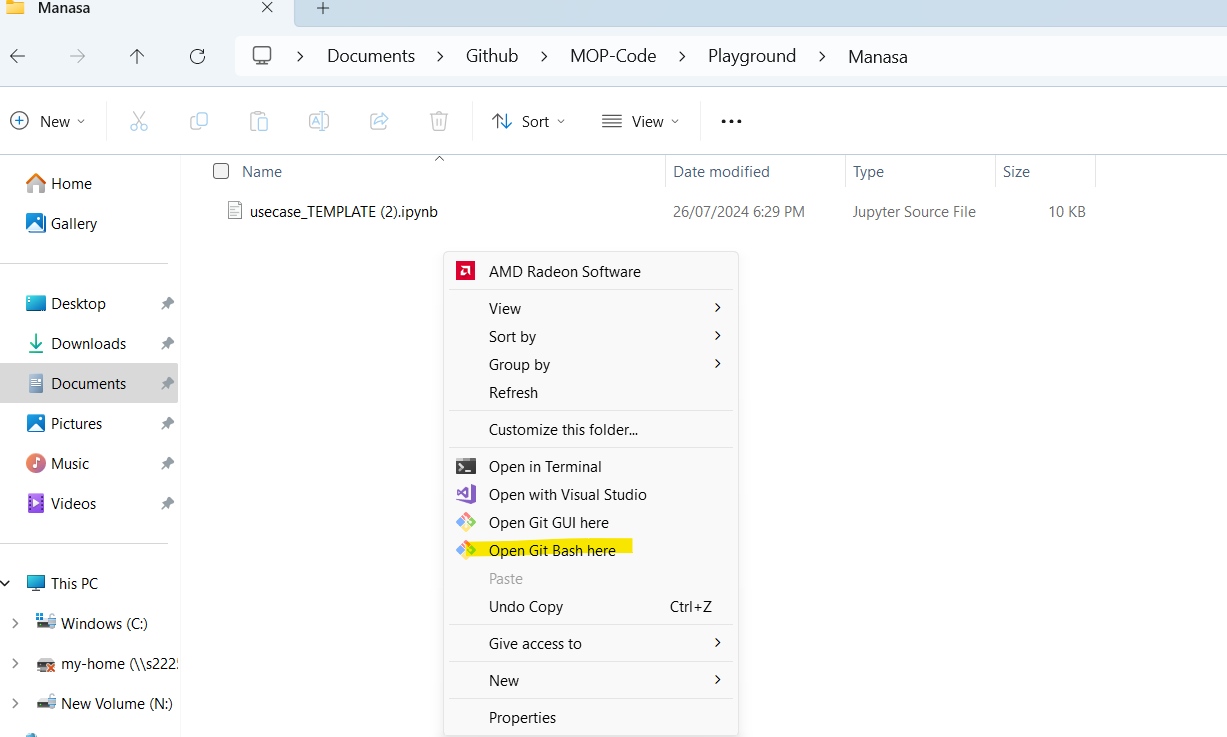 Manasa
Documents > Github > MOP-Code > Playground > Manasa
New Sort View ...
Name Date modified Type Size
usecase_TEMPLATE (2).ipynb 26/07/2024 6:29 PM Jupyter Source File 10 KB
Home
Gallery
Desktop
Downloads
Documents
Pictures
Music
Videos
This PC
Windows (C:)
my-home (\\s222
New Volume (N:)
AMD Radeon Software
View
Sort by
Group by
Refresh
Customize this folder...
Open in Terminal
Open with Visual Studio
Open Git GUI here
Open Git Bash here
Paste
Undo Copy Ctrl+Z
Give access to
New
Properties